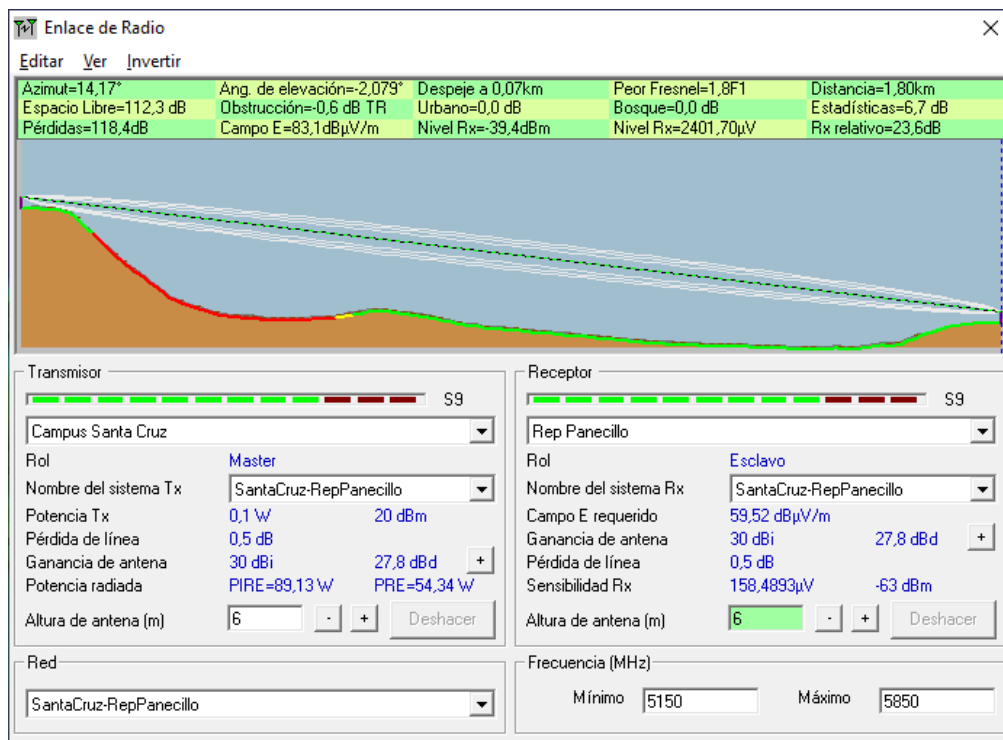 Enlace de Radio
Editar Ver Invertir
Azimut=14,17° Ang. de elevación=-2,079° Despeje a 0,07km Peor Fresnel=1,8F1 Distancia=1,80km
Espacio Libre=112,3 dB Obstrucción=-0,6 dB TR Urbano=0,0 dB Bosque=0,0 dB Estadísticas=6,7 dB
Pérdidas=118,4dB Campo E=83,1dBµV/m Nivel Rx=-39,4dBm Nivel Rx=2401,70µV Rx relativo=23,6dB
Transmisor
S9
Campus Santa Cruz
Rol Master
Nombre del sistema Tx SantaCruz-RepPanecillo
Potencia Tx 0,1 W 20 dBm
Pérdida de línea 0,5 dB
Ganancia de antena 30 dBi 27,8 dBd +
Potencia radiada PIRE=89,13 W PRE=54,34 W
Altura de antena (m) 6 - + Deshacer
Receptor
S9
Rep Panecillo
Rol Esclavo
Nombre del sistema Rx SantaCruz-RepPanecillo
Campo E requerido 59,52 dBµV/m
Ganancia de antena 30 dBi 27,8 dBd +
Pérdida de línea 0,5 dB
Sensibilidad Rx 158,4893µV -63 dBm
Altura de antena (m) 6 - + Deshacer
Red
SantaCruz-RepPanecillo
Frecuencia (MHz)
Mínimo 5150 Máximo 5850